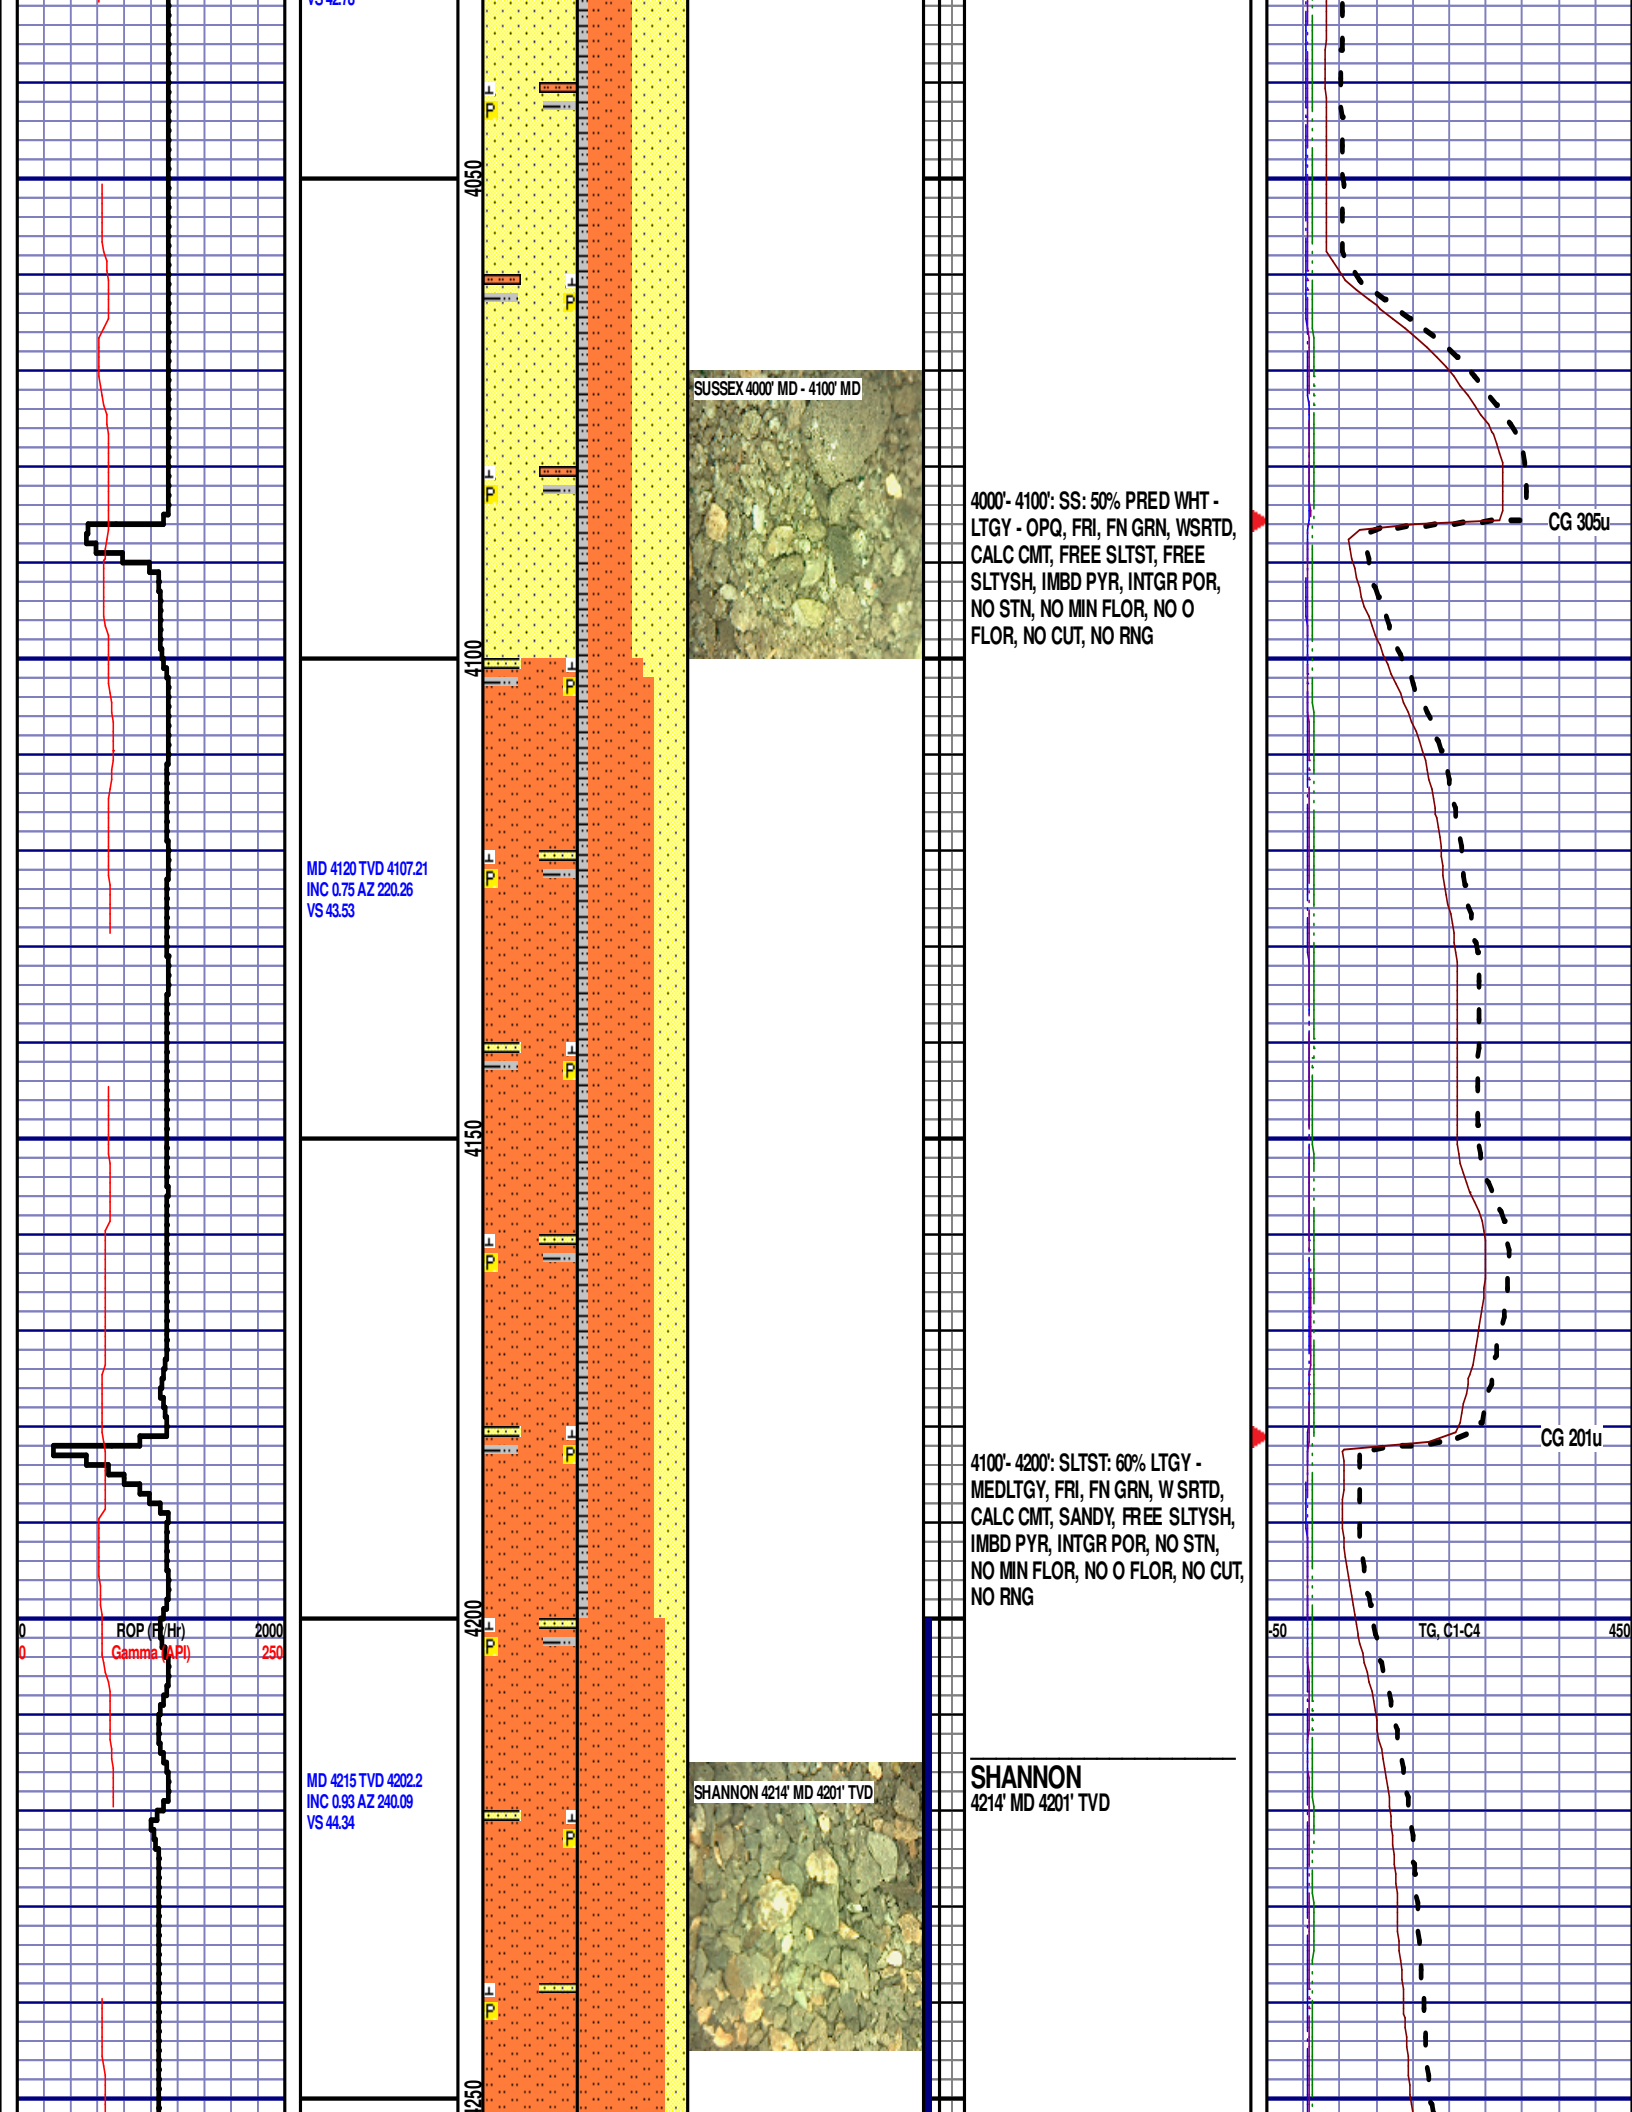 VS 42.78
4050
SUSSEX 4000' MD - 4100' MD
4000'- 4100': SS: 50% PRED WHT -
LTGY - OPQ, FRI, FN GRN, WSRTD,
CALC CMT, FREE SLTST, FREE
SLTYSH, IMBD PYR, INTGR POR,
NO STN, NO MIN FLOR, NO O
FLOR, NO CUT, NO RNG
CG 305u
4100
MD 4120 TVD 4107.21
INC 0.75 AZ 220.26
VS 43.53
4150
CG 201u
4100'- 4200': SLTST: 60% LTGY -
MEDLTGY, FRI, FN GRN, W SRTD,
CALC CMT, SANDY, FREE SLTYSH,
IMBD PYR, INTGR POR, NO STN,
NO MIN FLOR, NO O FLOR, NO CUT,
NO RNG
4200
0 ROP (Ft/Hr) 2000
0 Gamma (API) 250
-50 TG, C1-C4 450
SHANNON
4214' MD 4201' TVD
MD 4215 TVD 4202.2
INC 0.93 AZ 240.09
VS 44.34
SHANNON 4214' MD 4201' TVD
4250